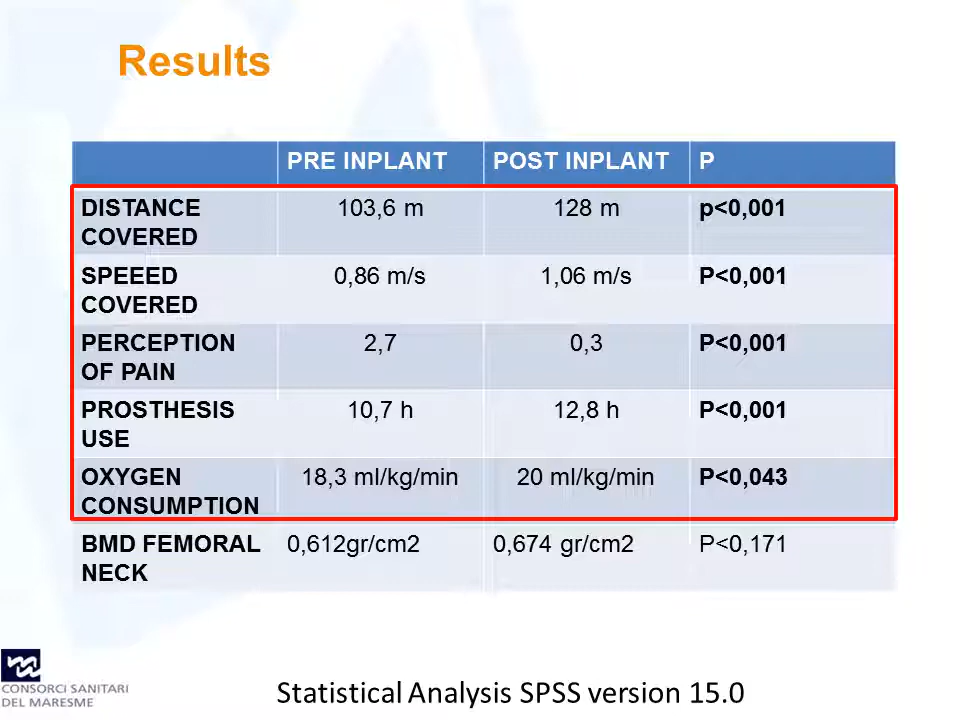 Results
PRE INPLANT POST INPLANT P
DISTANCE COVERED 103,6 m 128 m p<0,001
SPEEED COVERED 0,86 m/s 1,06 m/s P<0,001
PERCEPTION OF PAIN 2,7 0,3 P<0,001
PROSTHESIS USE 10,7 h 12,8 h P<0,001
OXYGEN CONSUMPTION 18,3 ml/kg/min 20 ml/kg/min P<0,043
BMD FEMORAL NECK 0,612gr/cm2 0,674 gr/cm2 P<0,171
CONSORCI SANITARI
DEL MARESME
Statistical Analysis SPSS version 15.0